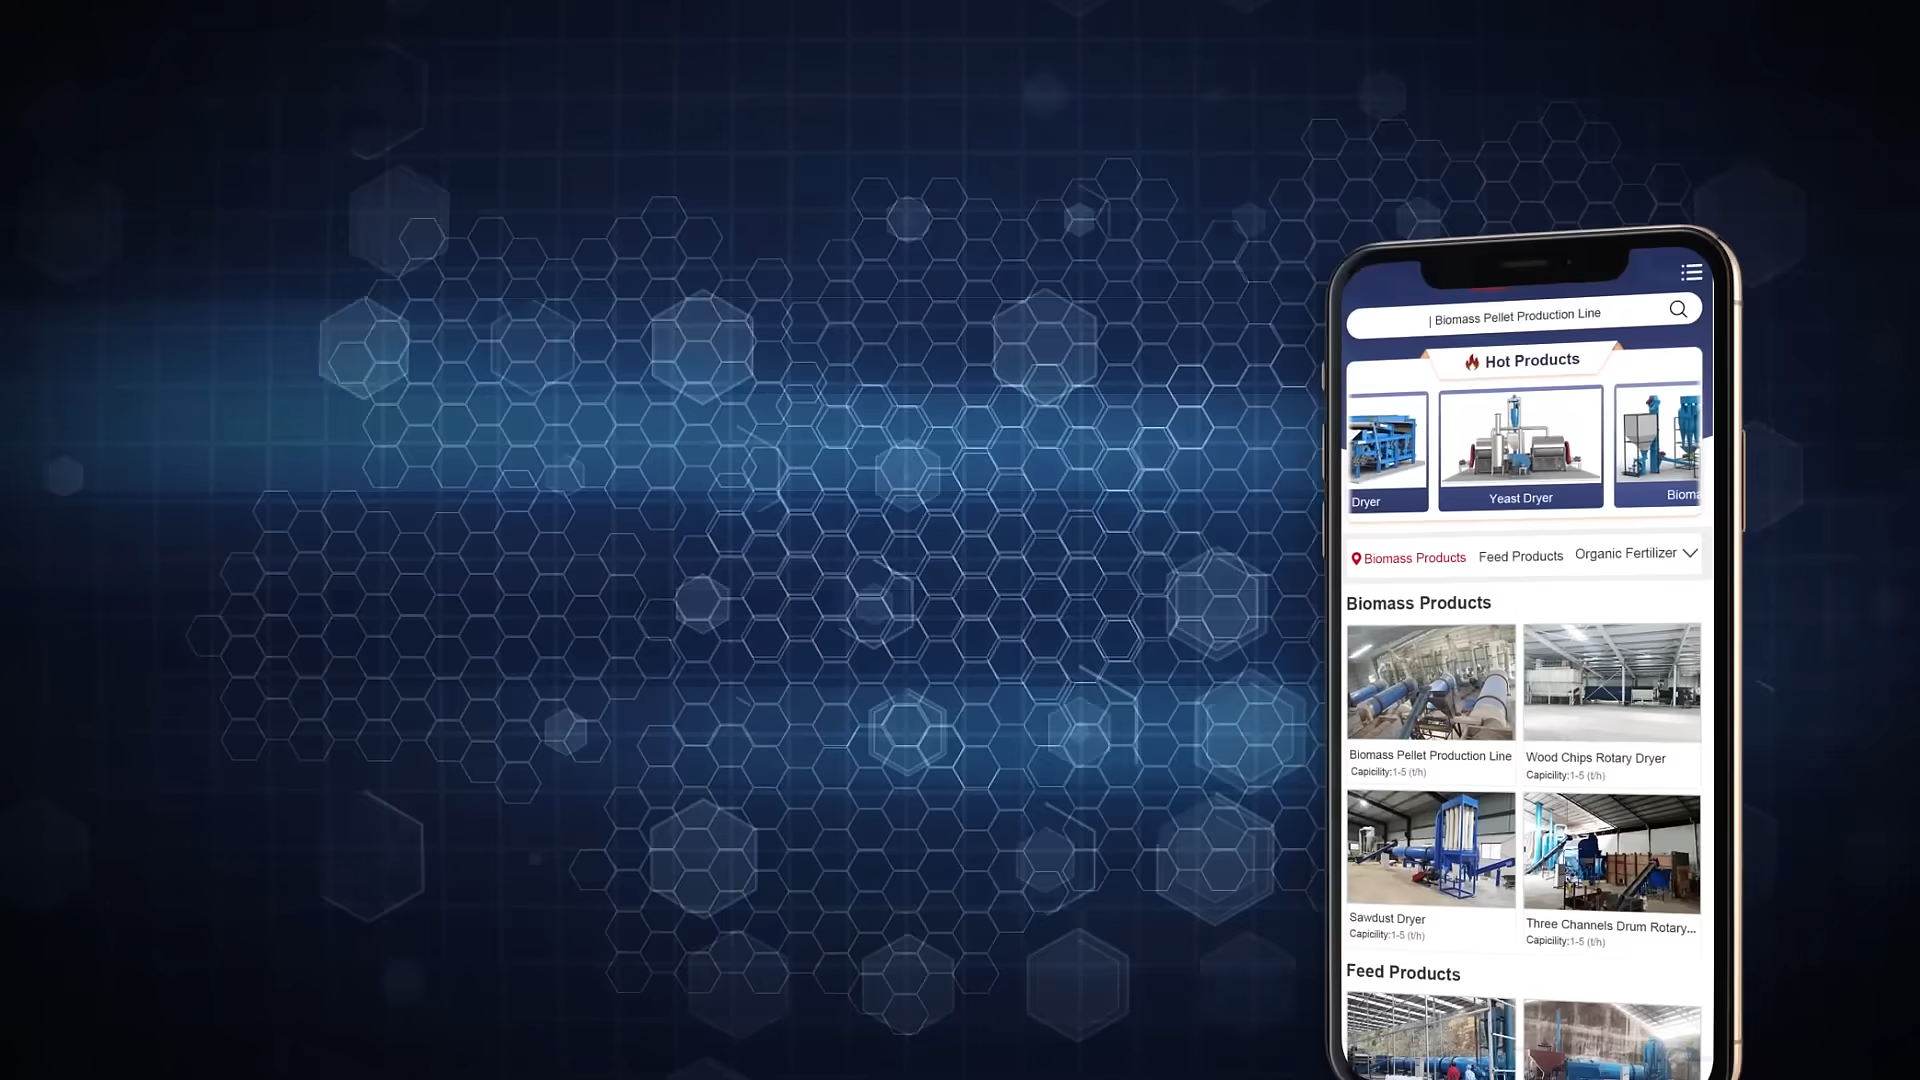 | Biomass Pellet Production Line
Hot Products
Dryer
Yeast Dryer
Bioma
Biomass Products Feed Products Organic Fertilizer
Biomass Products
Biomass Pellet Production Line
Capicility:1-5 (t/h)
Wood Chips Rotary Dryer
Capicility:1-5 (t/h)
Sawdust Dryer
Capicility:1-5 (t/h)
Three Channels Drum Rotary...
Capicility:1-5 (t/h)
Feed Products